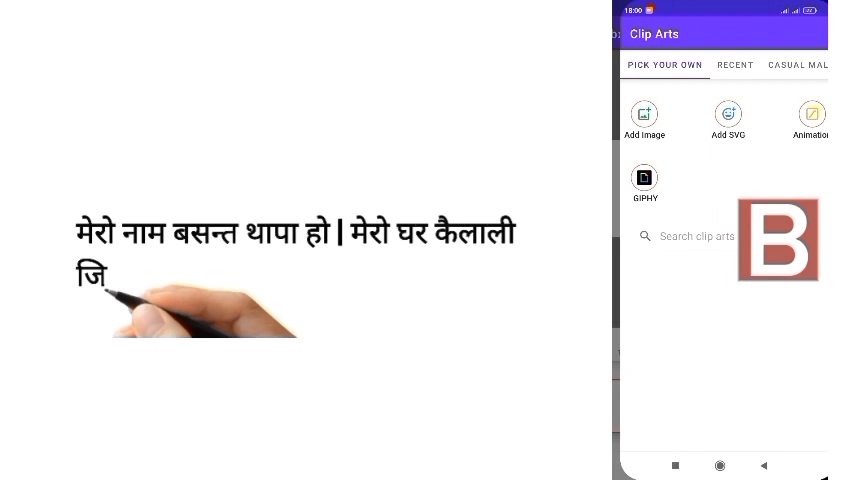 मेरो नाम बसन्त थापा हो | मेरो घर कैलाली
जि
18:00
Clip Arts
PICK YOUR OWN RECENT CASUAL MAL
Add Image Add SVG Animation
GIPHY
Search clip arts
B